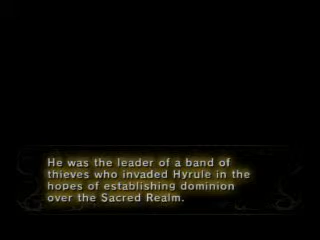 He was the leader of a band of
thieves who invaded Hyrule in the
hopes of establishing dominion
over the Sacred Realm.